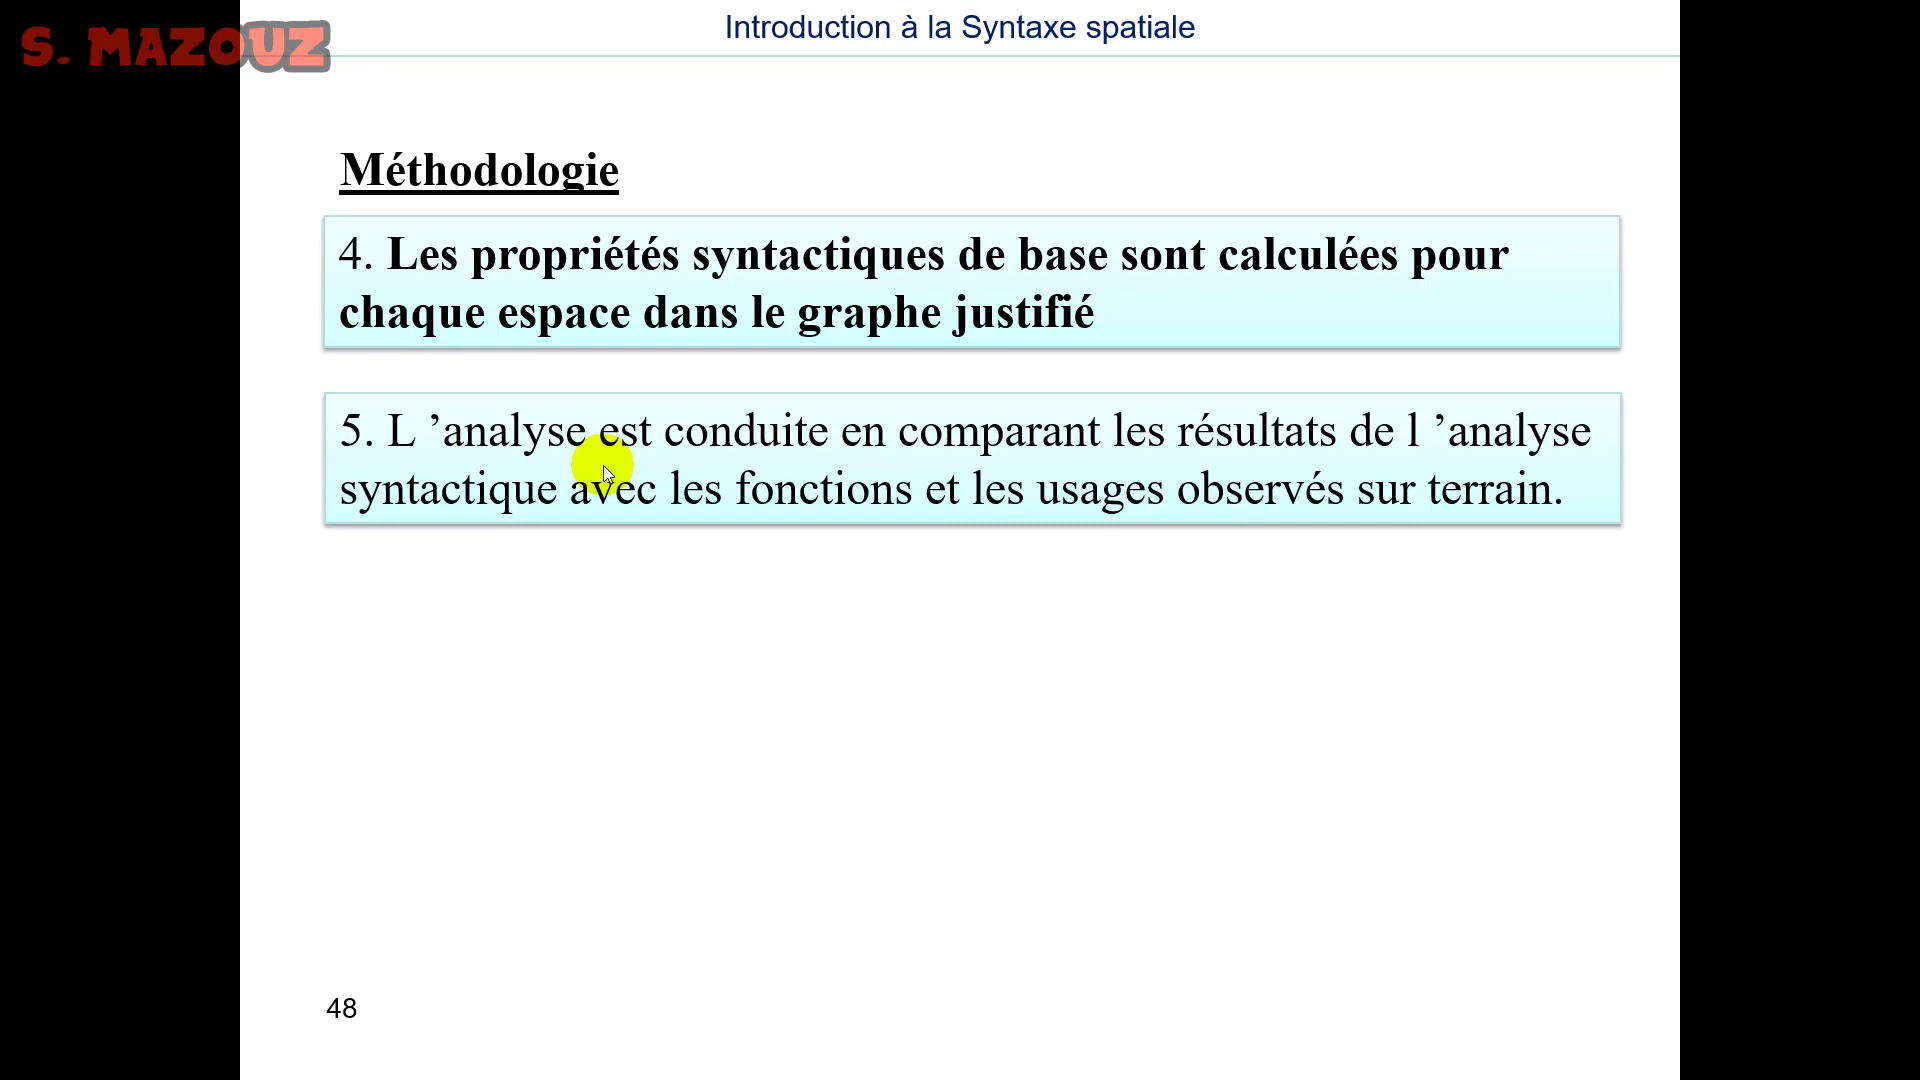 S. MAZOUZ
Introduction à la Syntaxe spatiale
Méthodologie
4. Les propriétés syntactiques de base sont calculées pour
chaque espace dans le graphe justifié
5. L ’analyse est conduite en comparant les résultats de l ’analyse
syntactique avec les fonctions et les usages observés sur terrain.
48